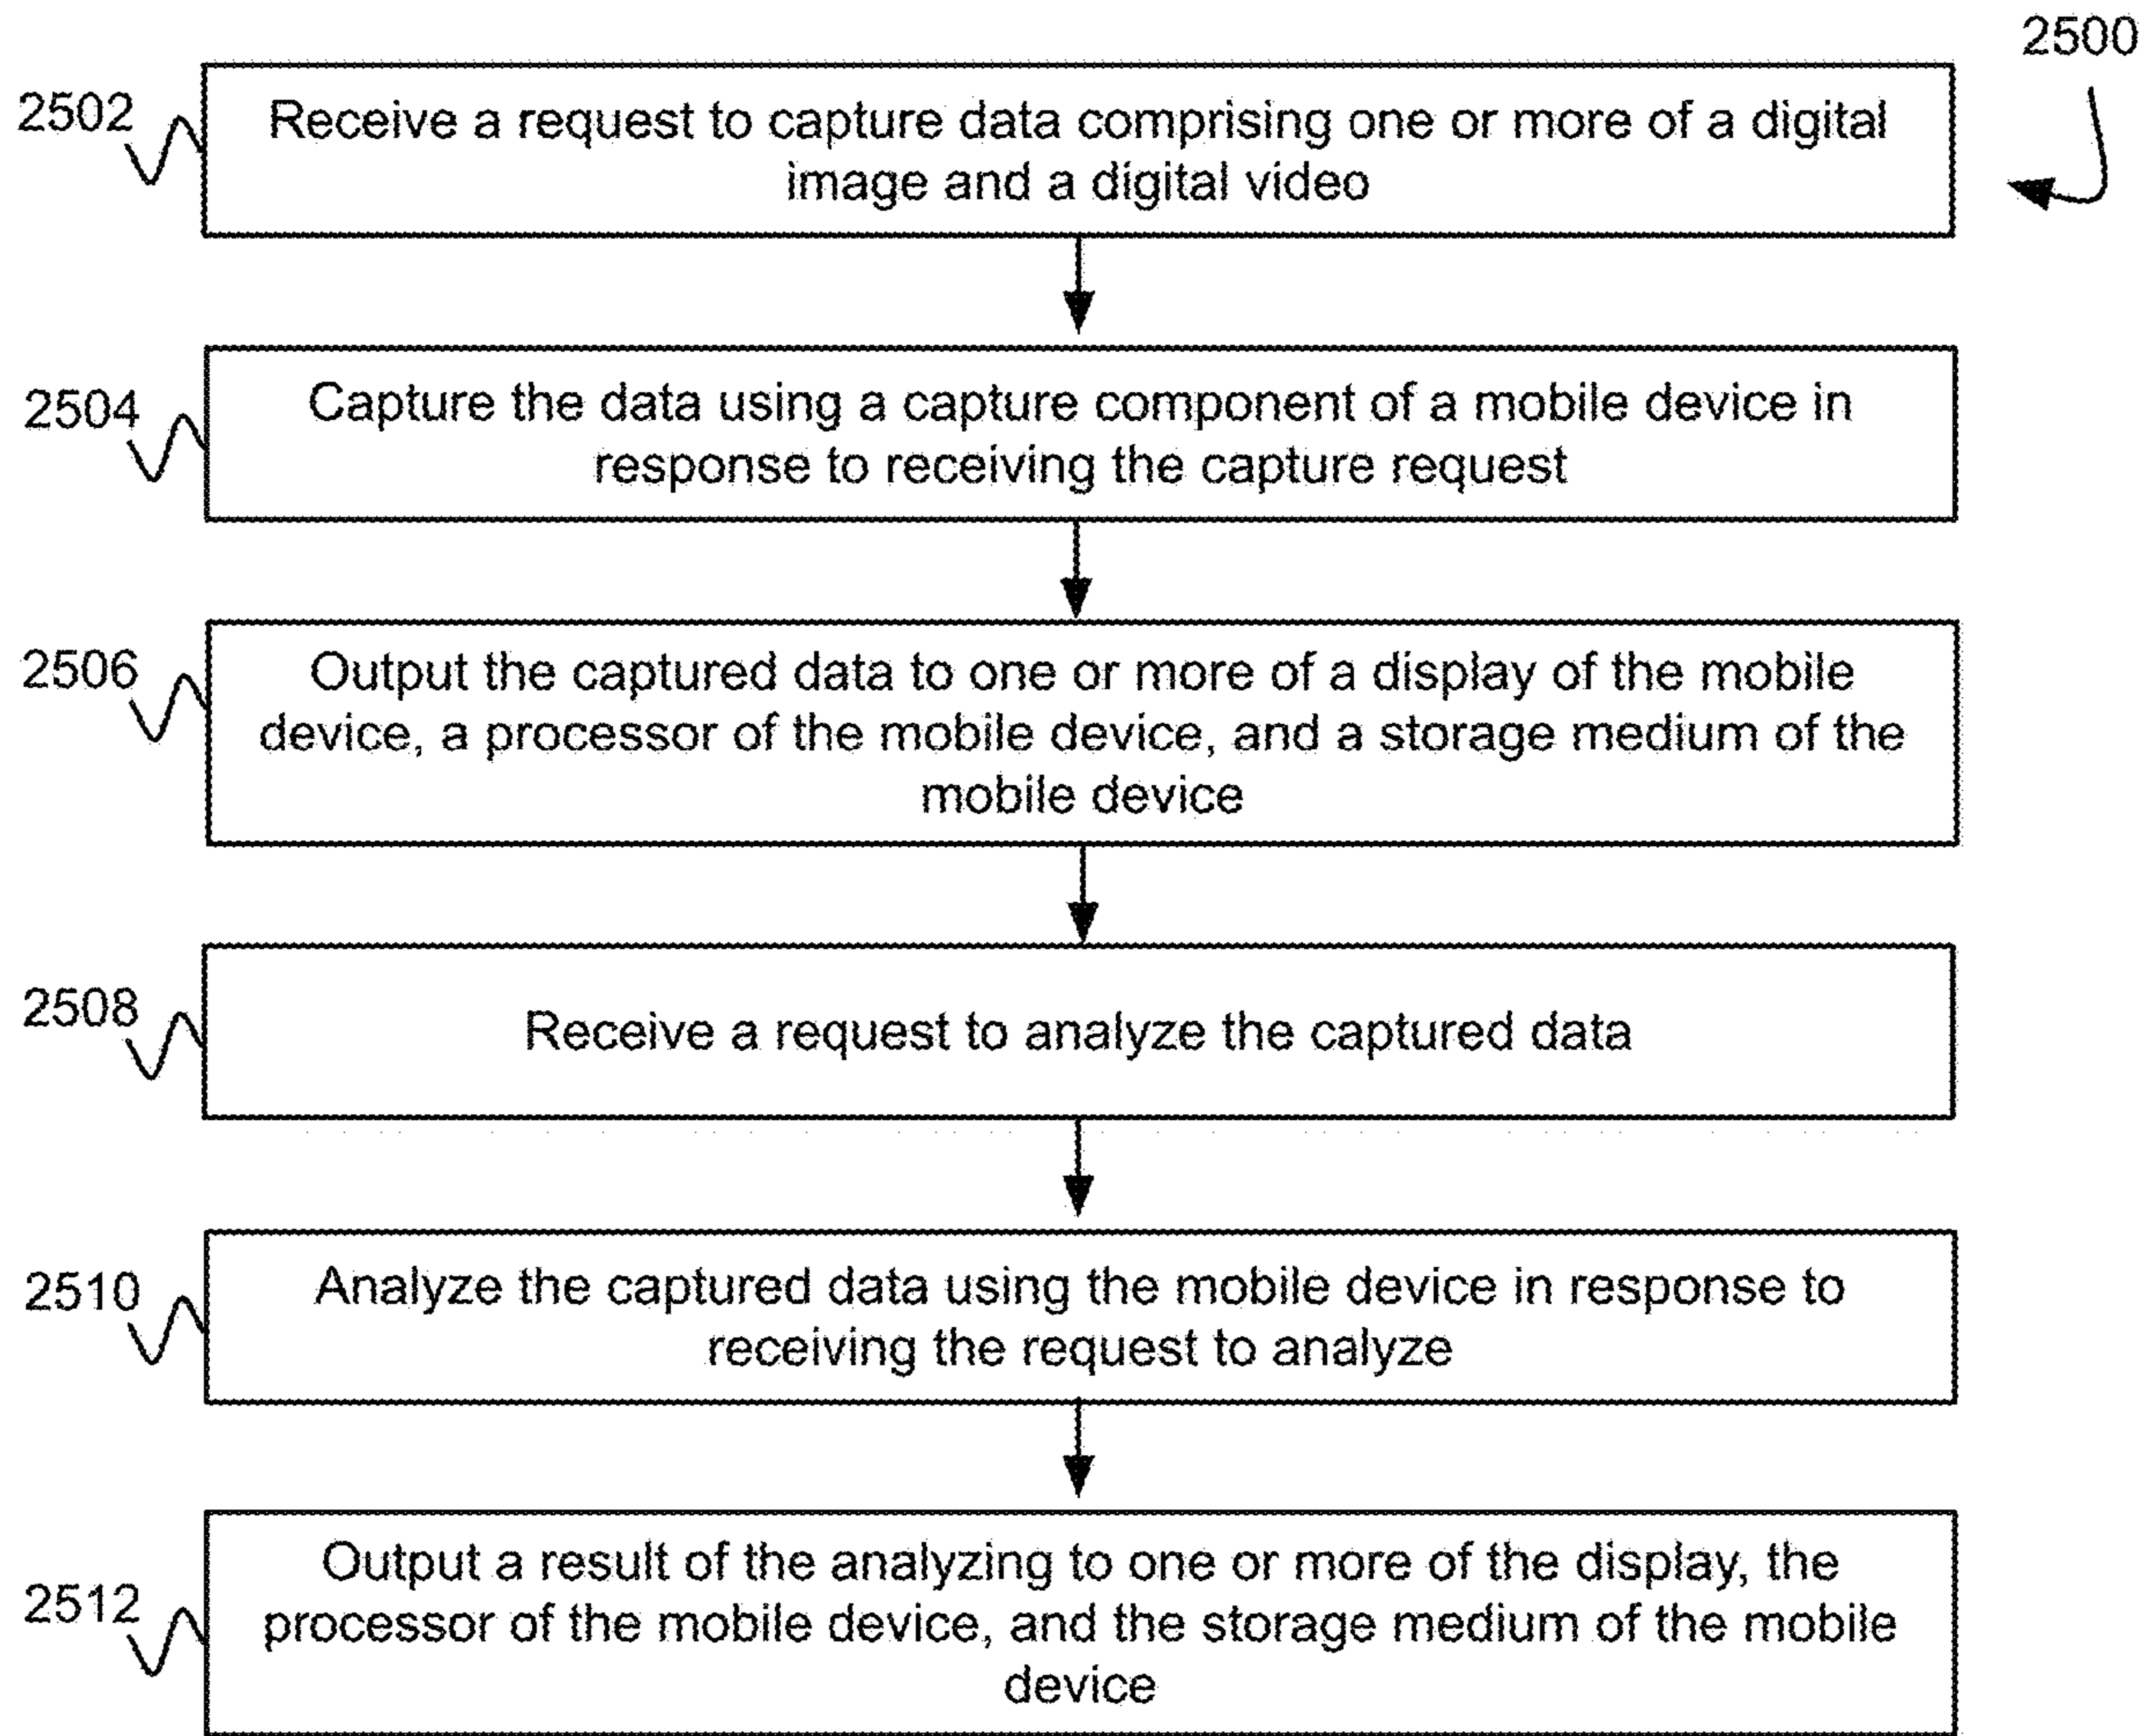 2500
2502
Receive a request to capture data comprising one or more of a digital
image and a digital video
2504
Capture the data using a capture component of a mobile device in
response to receiving the capture request
2506
Output the captured data to one or more of a display of the mobile
device, a processor of the mobile device, and a storage medium of the
mobile device
2508
Receive a request to analyze the captured data
2510
Analyze the captured data using the mobile device in response to
receiving the request to analyze
2512
Output a result of the analyzing to one or more of the display, the
processor of the mobile device, and the storage medium of the mobile
device